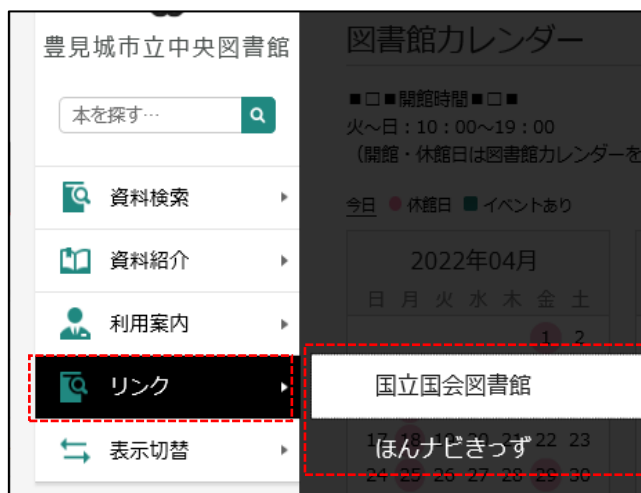 豊見城市立中央図書館
本を探す…
資料検索
資料紹介
利用案内
リンク
表示切替
図書館カレンダー
■□■開館時間■□■
火～日：10：00～19：00
（開館・休館日は図書館カレンダーを
今日 ●休館日 ■イベントあり
2022年04月
日 月 火 水 木 金 土
1 2
国立国会図書館
ほんナビきっず
17 18 19 20 21 22 23
24 25 26 27 28 29 30